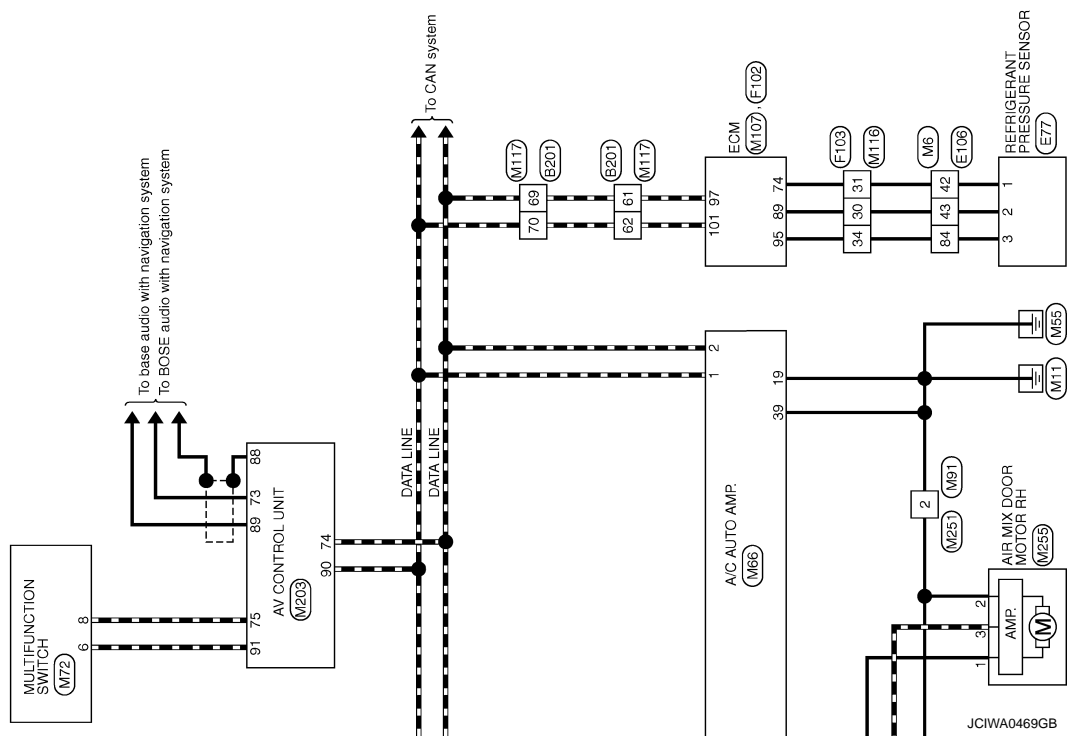 To CAN system
To base audio with navigation system
To BOSE audio with navigation system
REFRIGERANT
PRESSURE SENSOR
E77
1
2
3
M6
E106
42
43
84
F103
M116
31
30
34
ECM
M107 , F102
74
89
95
97
101
B201
M117
61
62
M117
B201
69
70
M55
M11
19
39
2
1
A/C AUTO AMP.
M66
DATA LINE
DATA LINE
88
73
89
AV CONTROL UNIT
M203
74
90
75
91
MULTIFUNCTION
SWITCH
M72
8
6
M91
2
M251
AIR MIX DOOR
MOTOR RH
M255
2
3
1
AMP.
M
JCIWA0469GB